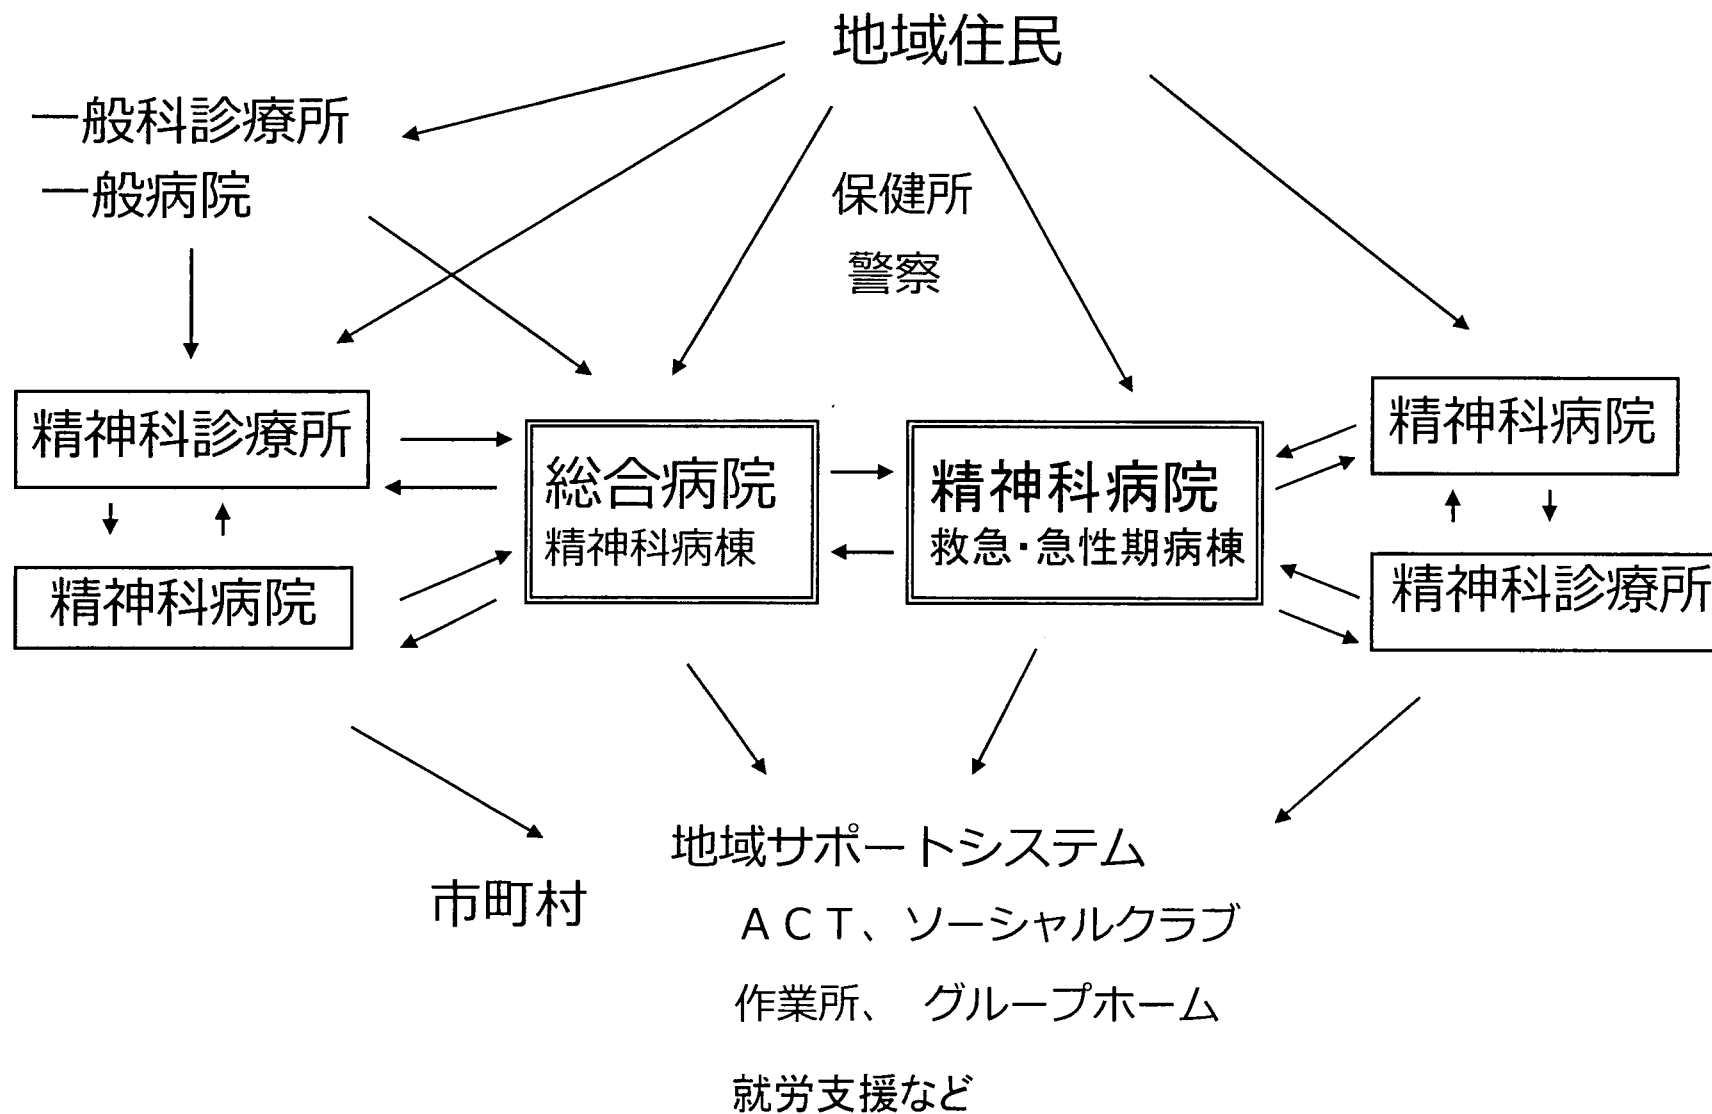 地域住民
一般科診療所
一般病院
保健所
警察
精神科診療所
精神科病院
総合病院
精神科病棟
精神科病院
救急・急性期病棟
精神科病院
精神科診療所
地域サポートシステム
市町村
ＡＣＴ、ソーシャルクラブ
作業所、 グループホーム
就労支援など